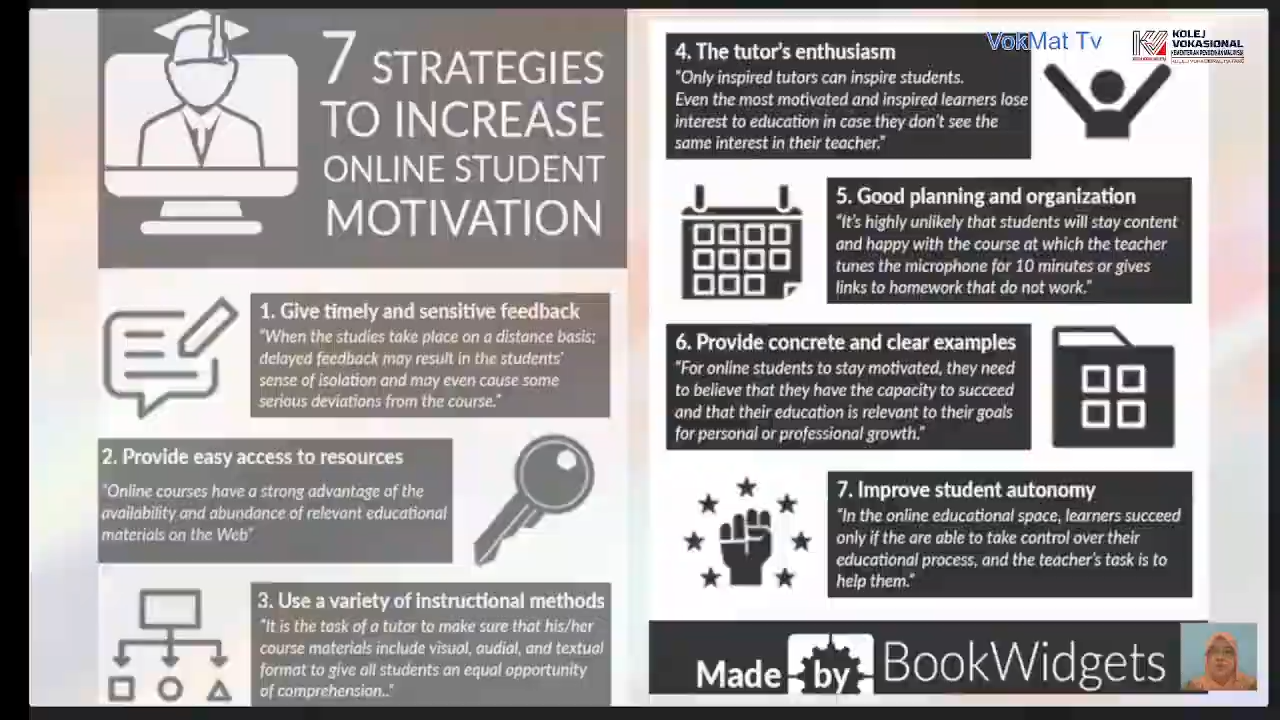 7 STRATEGIES
TO INCREASE
ONLINE STUDENT
MOTIVATION
1. Give timely and sensitive feedback
"When the studies take place on a distance basis;
delayed feedback may result in the students'
sense of isolation and may even cause some
serious deviations from the course."
2. Provide easy access to resources
"Online courses have a strong advantage of the
availability and abundance of relevant educational
materials on the Web"
3. Use a variety of instructional methods
"It is the task of a tutor to make sure that his/her
course materials include visual, audial, and textual
format to give all students an equal opportunity
of comprehension.."
VokMat Tv
KOLEJ
VOKASIONAL
KEMENTERIAN PENDIDIKAN MALAYSIA
4. The tutor's enthusiasm
"Only inspired tutors can inspire students.
Even the most motivated and inspired learners lose
interest to education in case they don't see the
same interest in their teacher."
5. Good planning and organization
"It's highly unlikely that students will stay content
and happy with the course at which the teacher
tunes the microphone for 10 minutes or gives
links to homework that do not work."
6. Provide concrete and clear examples
"For online students to stay motivated, they need
to believe that they have the capacity to succeed
and that their education is relevant to their goals
for personal or professional growth."
7. Improve student autonomy
"In the online educational space, learners succeed
only if the are able to take control over their
educational process, and the teacher's task is to
help them."
Made by BookWidgets